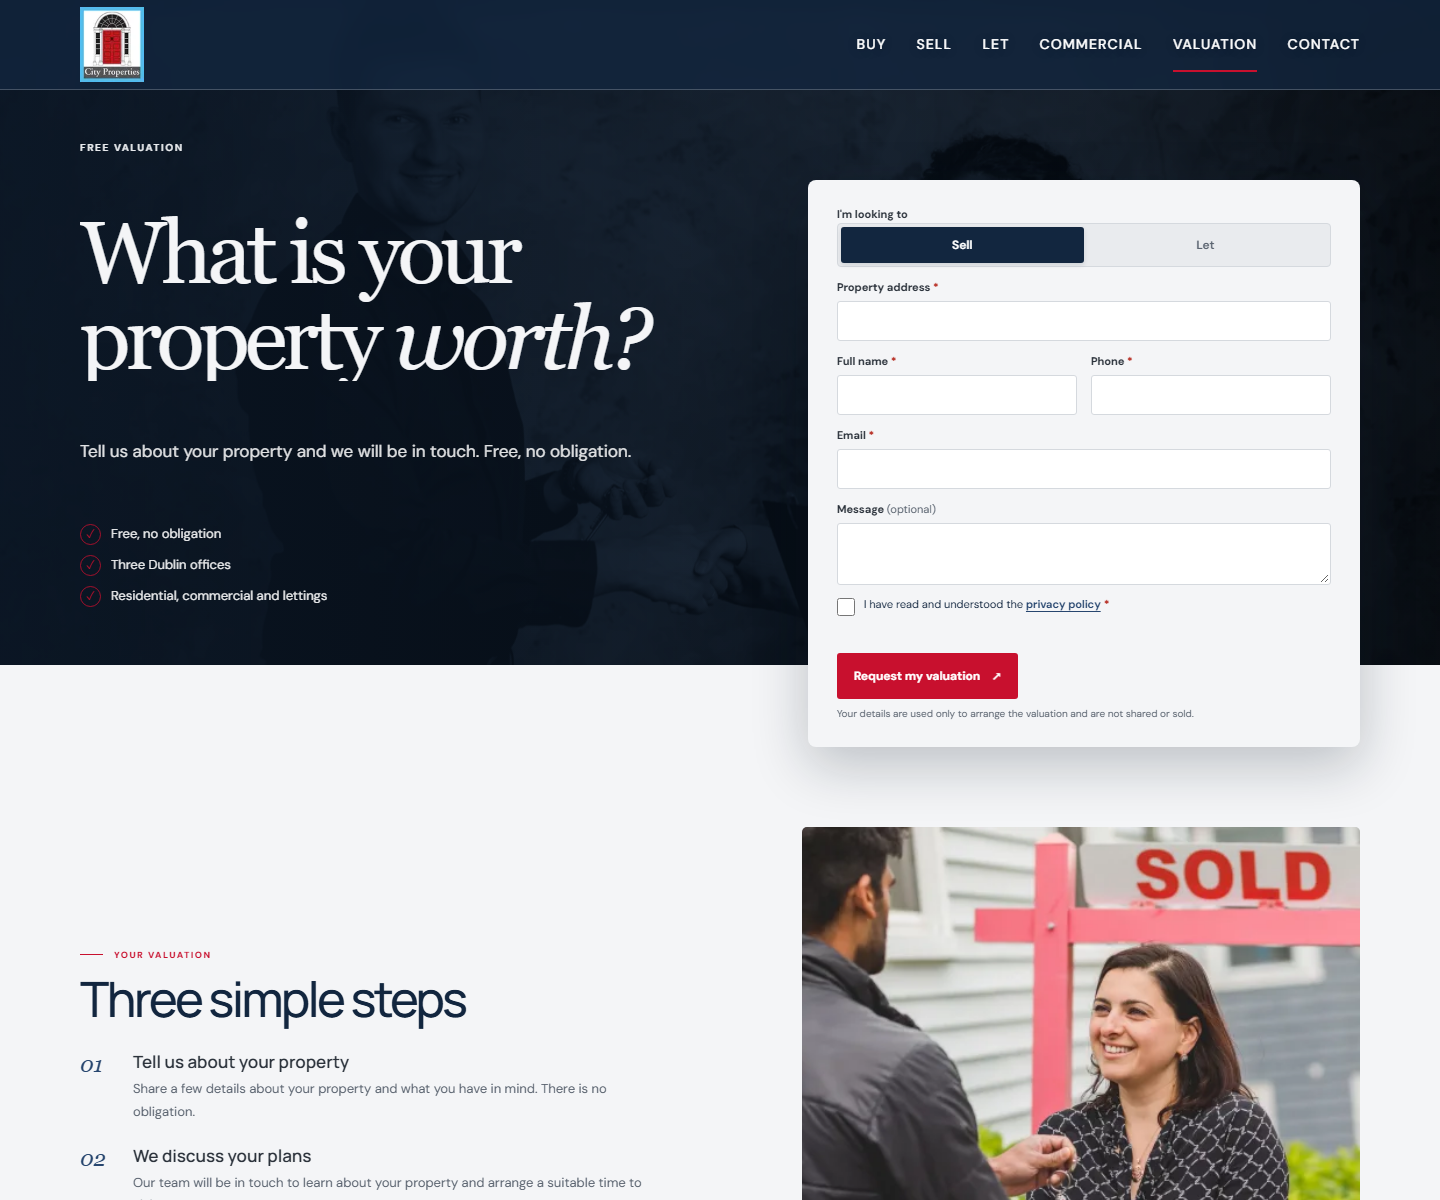 City Properties
BUY SELL LET COMMERCIAL VALUATION CONTACT
FREE VALUATION
What is your
property worth?
Tell us about your property and we will be in touch. Free, no obligation.
✓ Free, no obligation
✓ Three Dublin offices
✓ Residential, commercial and lettings
I'm looking to
Sell Let
Property address *
Full name * Phone *
Email *
Message (optional)
I have read and understood the privacy policy *
Request my valuation ↗
Your details are used only to arrange the valuation and are not shared or sold.
SOLD
YOUR VALUATION
Three simple steps
01 Tell us about your property
Share a few details about your property and what you have in mind. There is no
obligation.
02 We discuss your plans
Our team will be in touch to learn about your property and arrange a suitable time to